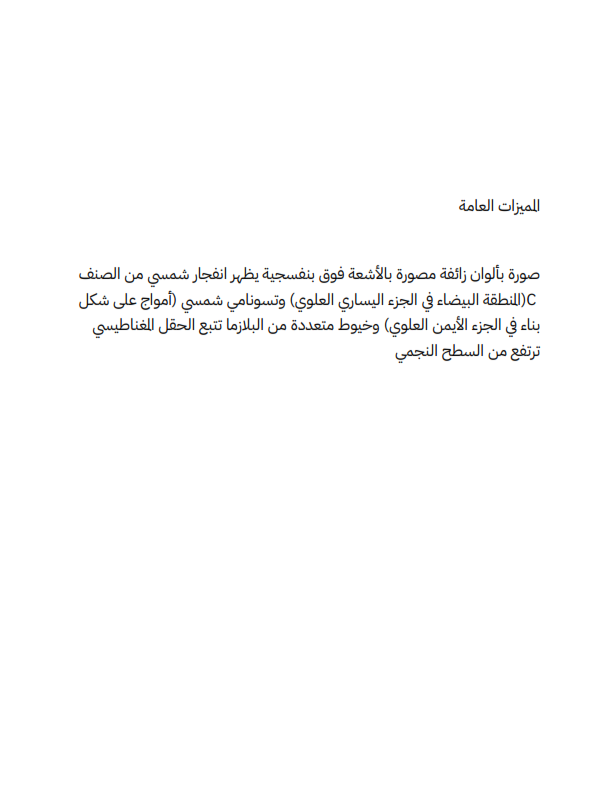 المميزات العامة
صورة بألوان زائفة مصورة بالأشعة فوق بنفسجية يظهر انفجار شمسي من الصنف
C(المنطقة البيضاء في الجزء اليساري العلوي) وتسونامي شمسي (أمواج على شكل
بناء في الجزء الأيمن العلوي) وخيوط متعددة من البلازما تتبع الحقل المغناطيسي
ترتفع من السطح النجمي